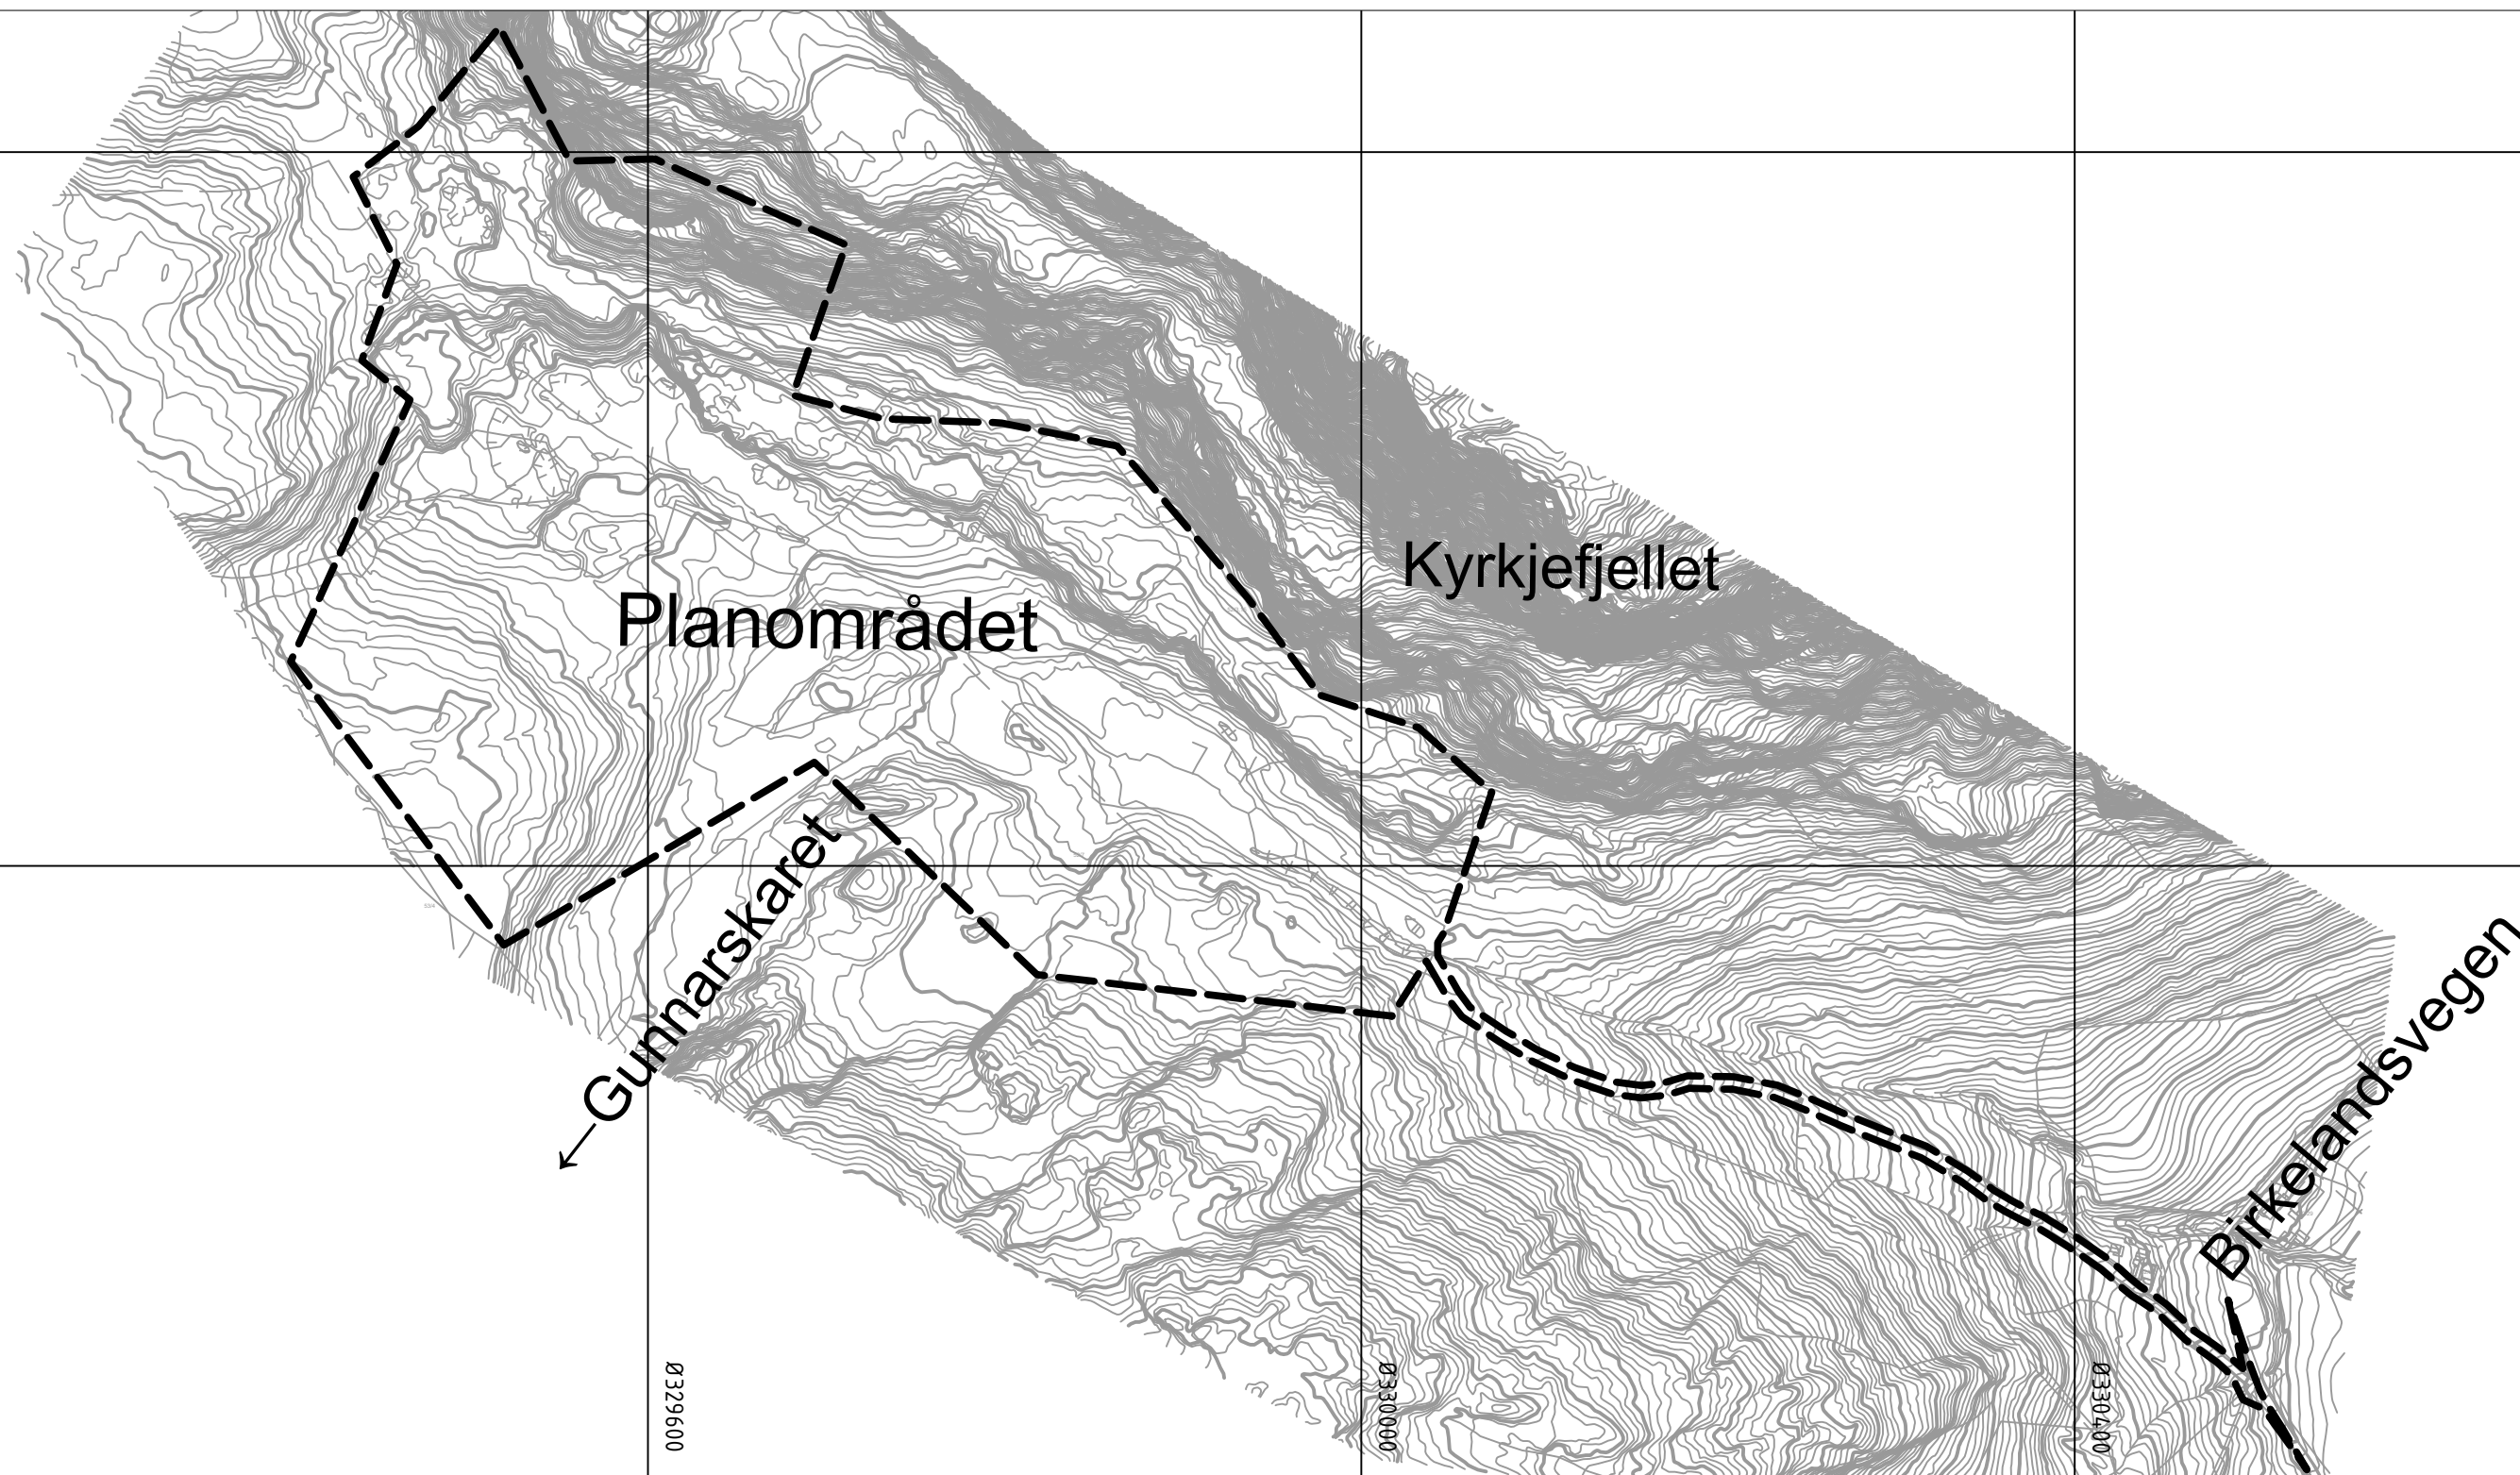 Kyrkjefjellet
Planområdet
←Gunnarskaret
Birkelandsvegen
Ø329600
Ø330000
Ø330400